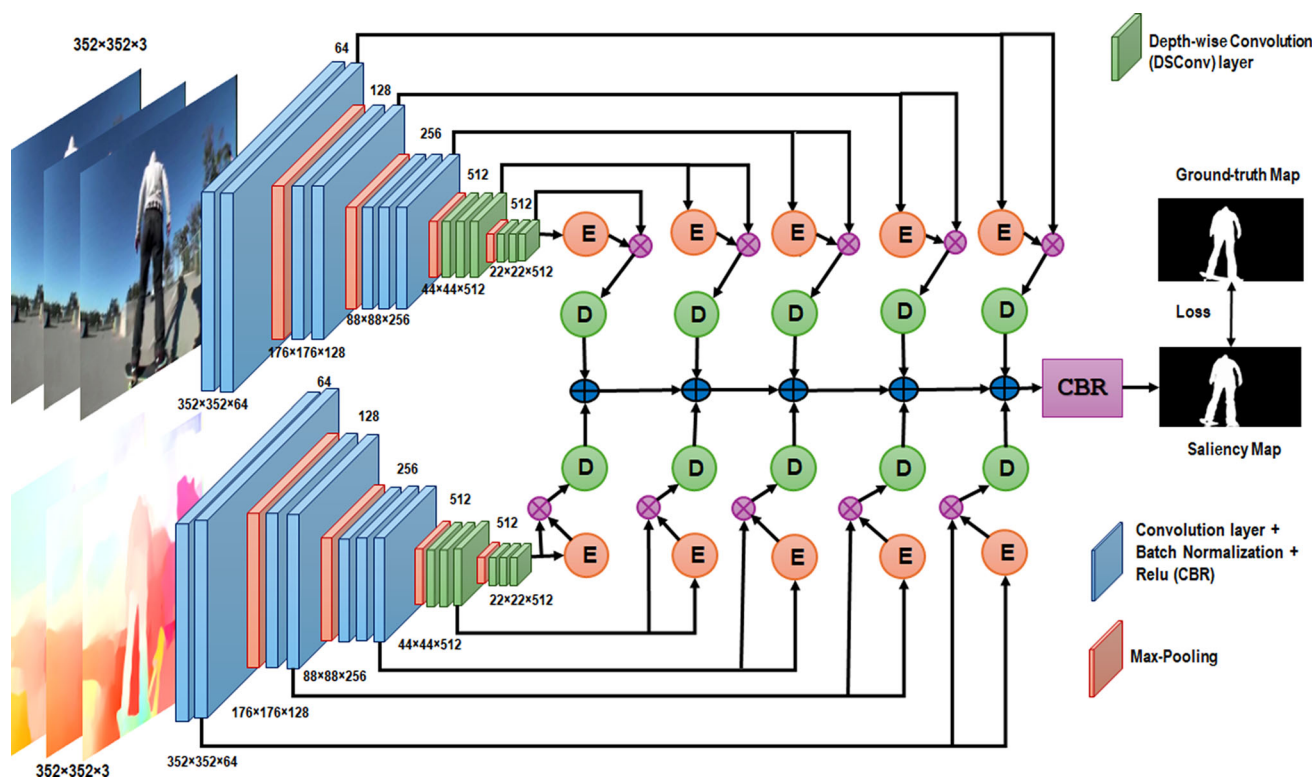 352×352×3
64
128
256
512
512
352×352×64
176×176×128
88×88×256
44×44×512
22×22×512
E
E
E
E
E
D
D
D
D
D
Depth-wise Convolution
(DSConv) layer
Ground-truth Map
Loss
CBR
Saliency Map
64
128
256
512
512
D
D
D
D
D
E
E
E
E
E
22×22×512
44×44×512
88×88×256
176×176×128
352×352×64
352×352×3
Convolution layer +
Batch Normalization +
Relu (CBR)
Max-Pooling